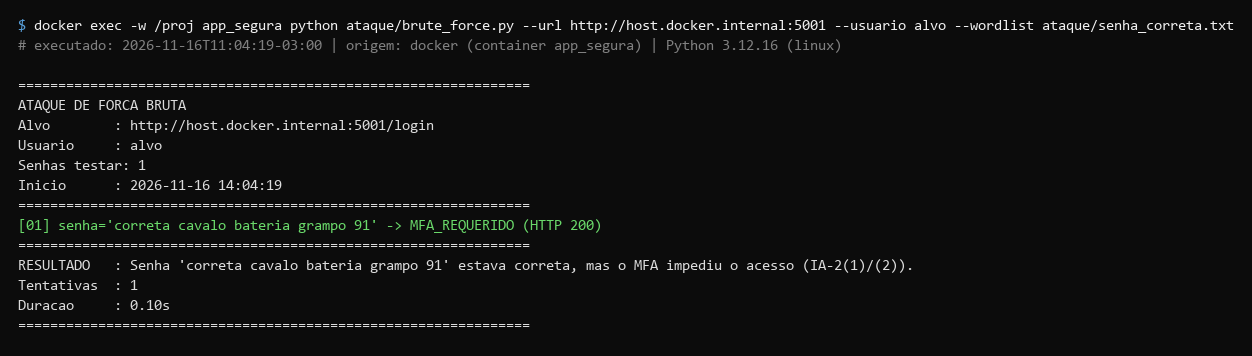 $ docker exec -w /proj app_segura python ataque/brute_force.py --url http://host.docker.internal:5001 --usuario alvo --wordlist ataque/senha_correta.txt
# executado: 2026-11-16T11:04:19-03:00 | origem: docker (container app_segura) | Python 3.12.16 (linux)
================================================================
ATAQUE DE FORCA BRUTA
Alvo        : http://host.docker.internal:5001/login
Usuario     : alvo
Senhas testar: 1
Inicio      : 2026-11-16 14:04:19
================================================================
[01] senha='correta cavalo bateria grampo 91' -> MFA_REQUERIDO (HTTP 200)
================================================================
RESULTADO   : Senha 'correta cavalo bateria grampo 91' estava correta, mas o MFA impediu o acesso (IA-2(1)/(2)).
Tentativas  : 1
Duracao     : 0.10s
================================================================